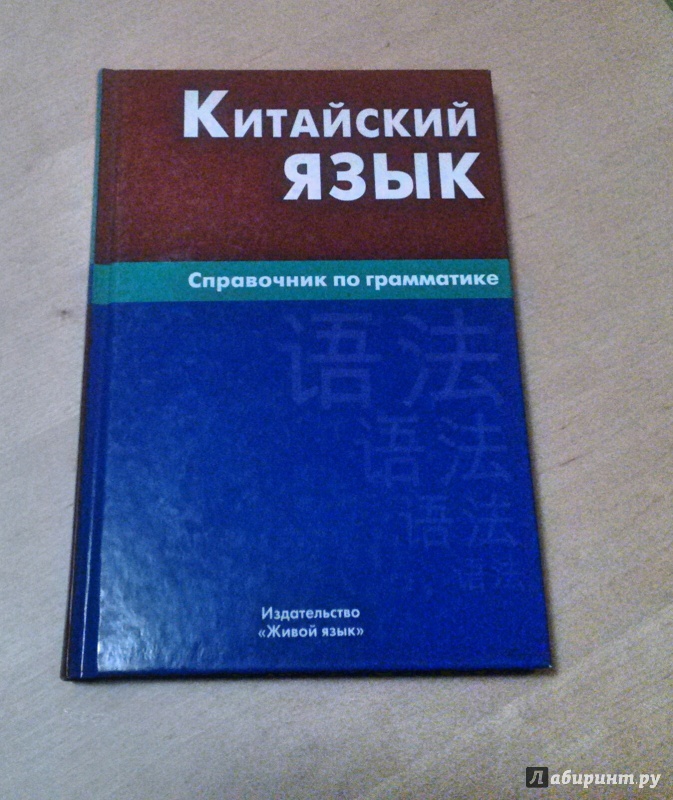 Китайский
язык
Справочник по грамматике
语法
语法
语法
语法
Издательство
«Живой язык»
Лабиринт.ру